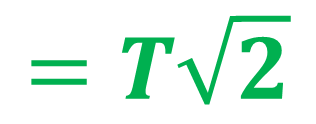 = T√2